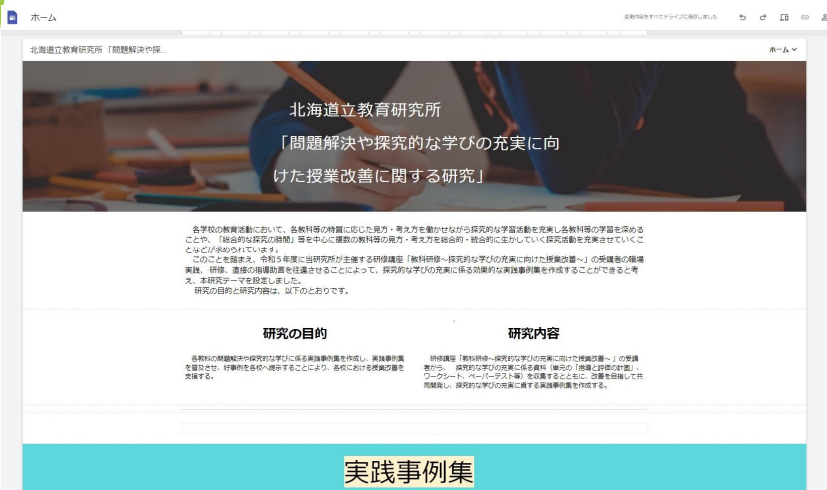 ホーム
変更内容をすべてドライブに保存しました
北海道立教育研究所 「問題解決や探...
ホーム
北海道立教育研究所
「問題解決や探究的な学びの充実に向
けた授業改善に関する研究」
各学校の教育活動において、各教科等の特質に応じた見方・考え方を働かせながら探究的な学習活動を充実し各教科等の学習を深める
ことや、「総合的な探究の時間」等を中心に複数の教科等の見方・考え方を総合的・統合的に生かしていく探究活動を充実させていくこ
となどが求められています。
このことを踏まえ、令和５年度に当研究所が主催する研修講座「教科研修～探究的な学びの充実に向けた授業改善～」の受講者の職場
実践、 研修、直接の指導助言を往還させることによって、探究的な学びの充実に係る効果的な実践事例集を作成することができると考
え、本研究テーマを設定しました。
研究の目的と研究内容は、以下のとおりです。
研究の目的
各教科の問題解決や探究的な学びに係る実践事例集を作成し、実践事例集
を普及させ、好事例を各校へ提示することにより、各校における授業改善を
支援する。
研究内容
研修講座「教科研修～探究的な学びの充実に向けた授業改善～ 」の受講
者から、 探究的な学びの充実に係る資料（単元の「指導と評価の計画」、
ワークシート、ペーパーテスト等）を収集するとともに、改善を目指して共
同開発し、探究的な学びの充実に資する実践事例集を作成する。
実践事例集